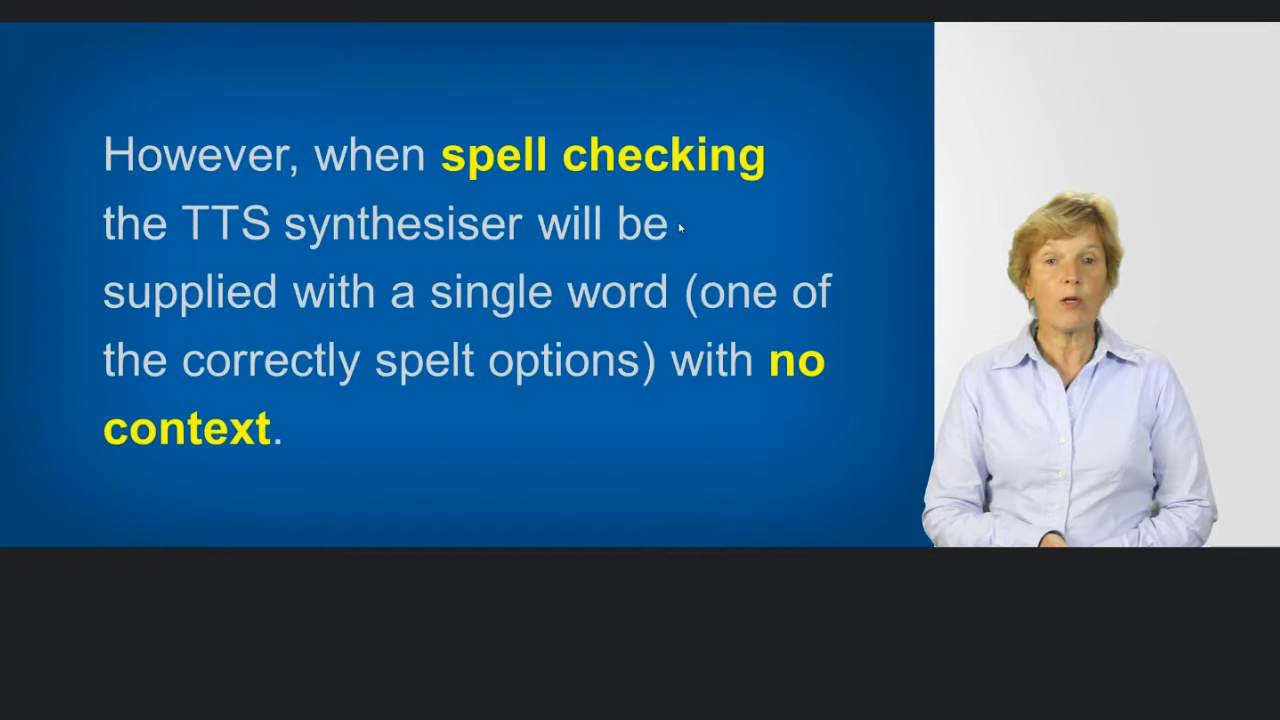 However, when spell checking
the TTS synthesiser will be
supplied with a single word (one of
the correctly spelt options) with no
context.